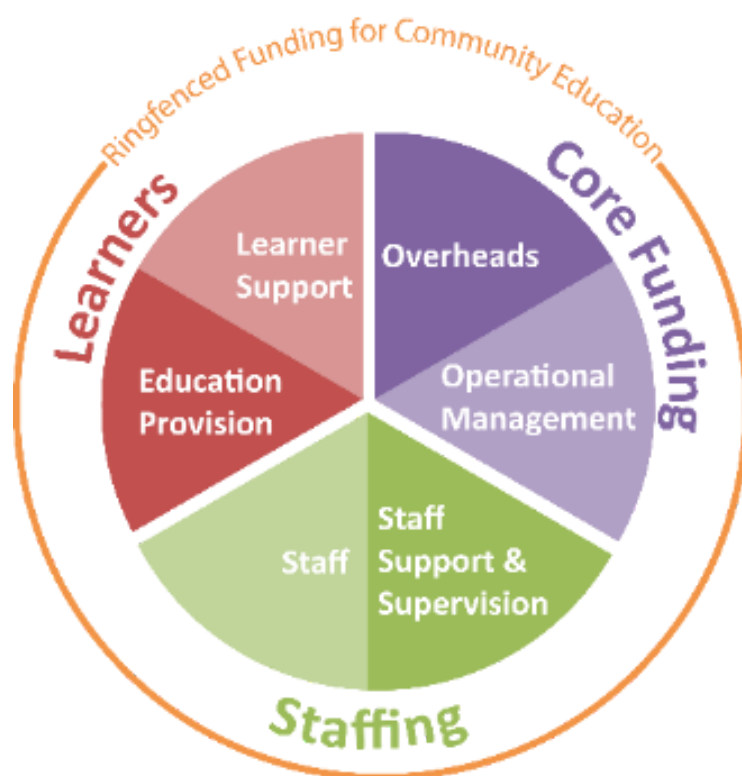 Ringfenced Funding for Community Education
Learners
Core Funding
Learner
Support
Overheads
Education
Provision
Operational
Management
Staff
Staff
Support &
Supervision
Staffing